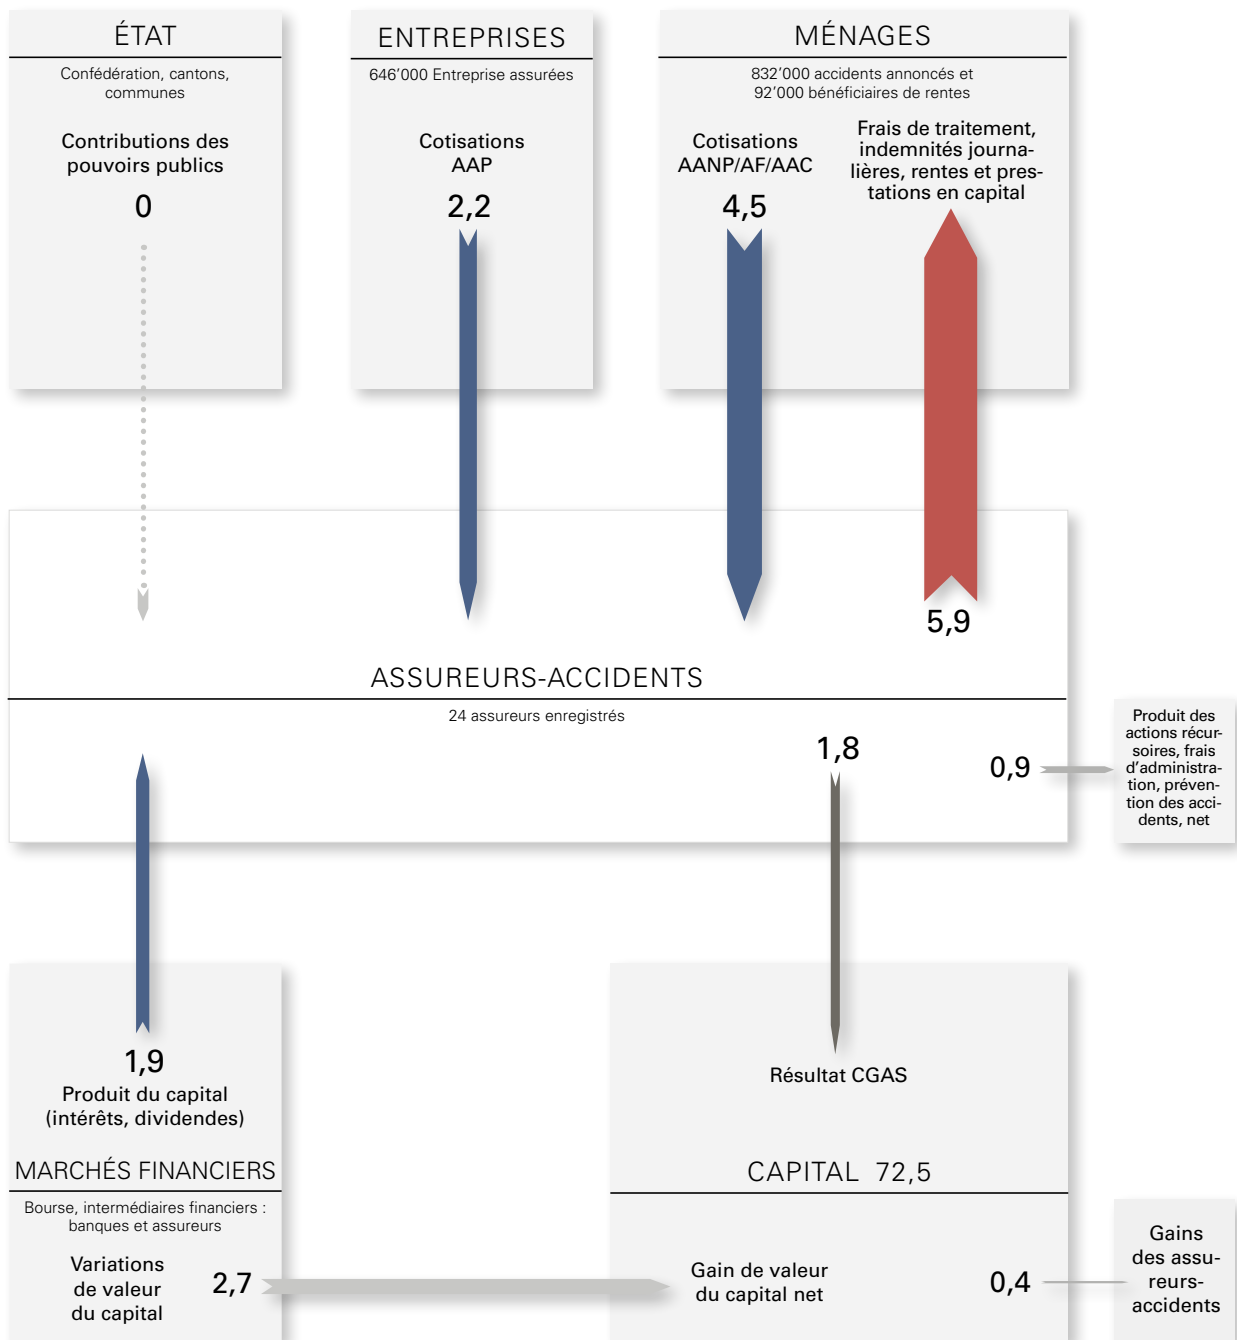 ÉTAT
Confédération, cantons,
communes
Contributions des
pouvoirs publics
0
ENTREPRISES
646’000 Entreprise assurées
Cotisations
AAP
2,2
MÉNAGES
832’000 accidents annoncés et
92’000 bénéficiaires de rentes
Cotisations
AANP/AF/AAC
4,5
Frais de traitement,
indemnités journa-
lières, rentes et pres-
tations en capital
5,9
ASSUREURS-ACCIDENTS
24 assureurs enregistrés
1,8
0,9
Produit des
actions récur-
soires, frais
d’administra-
tion, préven-
tion des acci-
dents, net
1,9
Produit du capital
(intérêts, dividendes)
MARCHÉS FINANCIERS
Bourse, intermédiaires financiers :
banques et assureurs
Variations
de valeur
du capital
2,7
Résultat CGAS
CAPITAL 72,5
Gain de valeur
du capital net
0,4
Gains
des assu-
reurs-
accidents